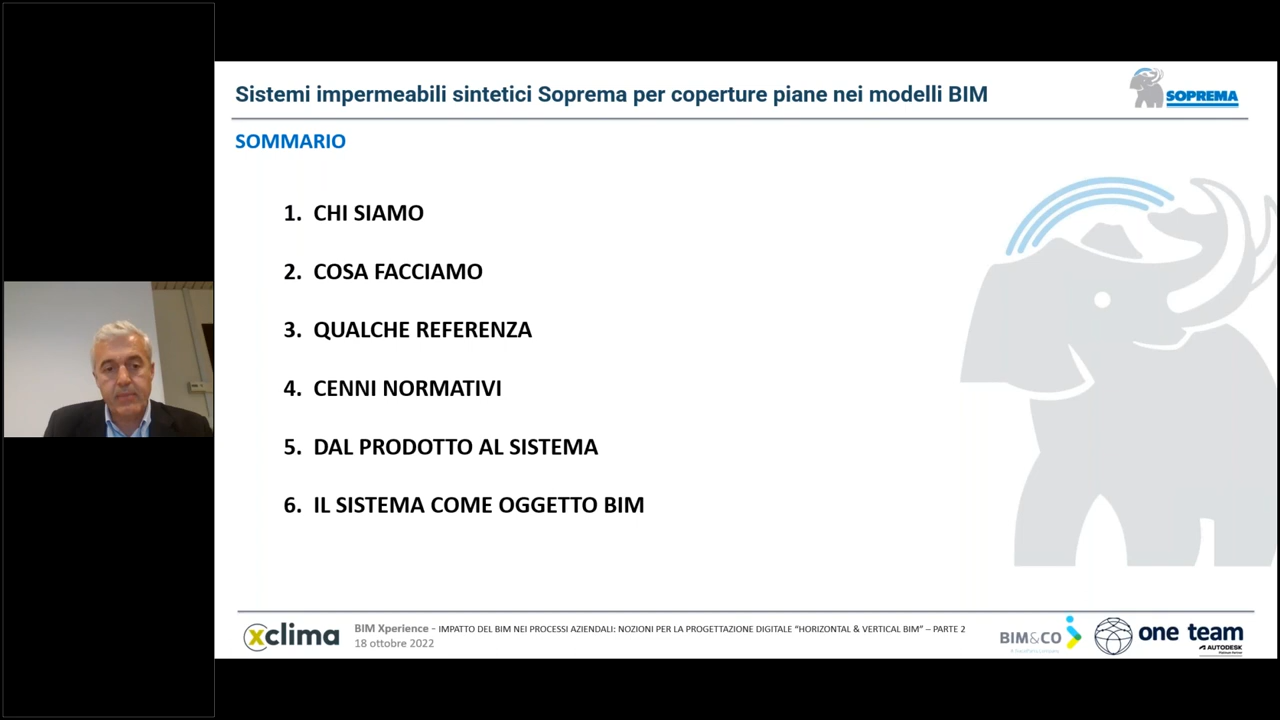 Sistemi impermeabili sintetici Soprema per coperture piane nei modelli BIM
SOPREMA
SOMMARIO
1. CHI SIAMO
2. COSA FACCIAMO
3. QUALCHE REFERENZA
4. CENNI NORMATIVI
5. DAL PRODOTTO AL SISTEMA
6. IL SISTEMA COME OGGETTO BIM
xclima
BIM Xperience - IMPATTO DEL BIM NEI PROCESSI AZIENDALI: NOZIONI PER LA PROGETTAZIONE DIGITALE “HORIZONTAL & VERTICAL BIM” – PARTE 2
18 ottobre 2022
BIM&CO
one team
AUTODESK